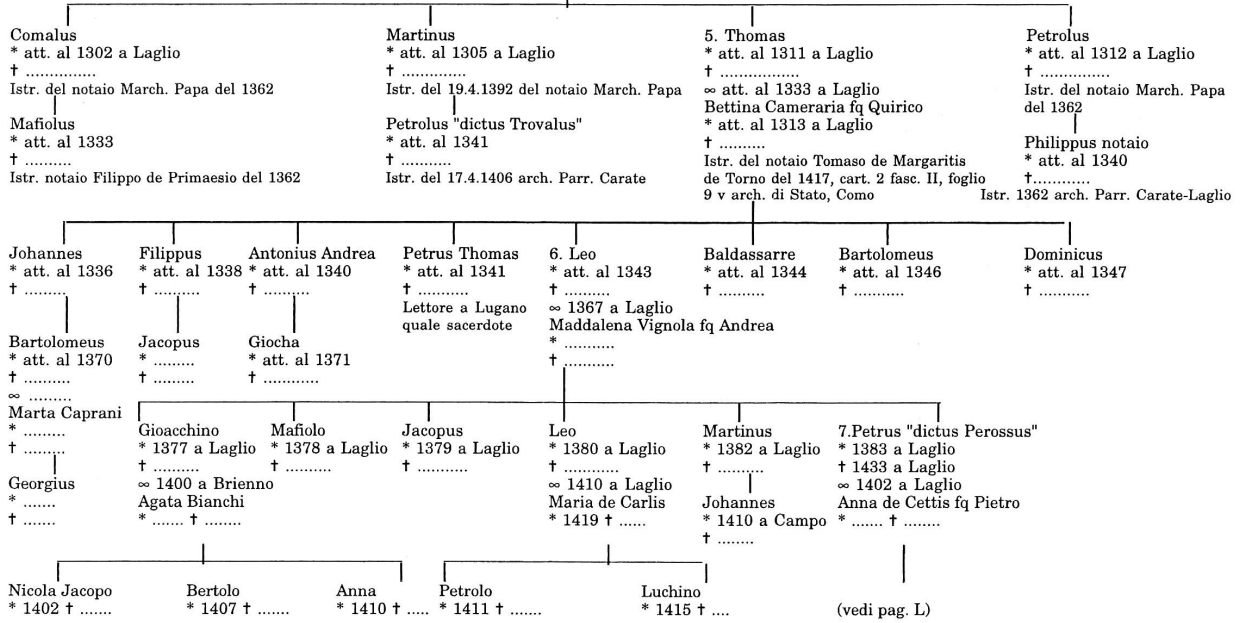 Comalus
* att. al 1302 a Laglio
† ...............
Istr. del notaio March. Papa del 1362
Mafiolus
* att. al 1333
† ..........
Istr. notaio Filippo de Primaesio del 1362
Martinus
* att. al 1305 a Laglio
† ..............
Istr. del 19.4.1392 del notaio March. Papa
Petrolus "dictus Trovalus"
* att. al 1341
† ..........
Istr. del 17.4.1406 arch. Parr. Carate
5. Thomas
* att. al 1311 a Laglio
† .................
∞ att. al 1333 a Laglio
Bettina Cameraria fq Quirico
* att. al 1313 a Laglio
† ..........
Istr. del notaio Tomaso de Margaritis
de Torno del 1417, cart. 2 fasc. II, foglio
9 v arch. di Stato, Como
Petrolus
* att. al 1312 a Laglio
† ...............
Istr. del notaio March. Papa
del 1362
Philippus notaio
* att. al 1340
†............
Istr. 1362 arch. Parr. Carate-Laglio
Johannes
* att. al 1336
† .........
Filippus
* att. al 1338
† .........
Antonius Andrea
* att. al 1340
† ..........
Petrus Thomas
* att. al 1341
† ..........
Lettore a Lugano
quale sacerdote
6. Leo
* att. al 1343
† ..........
∞ 1367 a Laglio
Maddalena Vignola fq Andrea
* ...........
† ...........
Baldassarre
* att. al 1344
† ..........
Bartolomeus
* att. al 1346
† ..........
Dominicus
* att. al 1347
† ..........
Bartolomeus
* att. al 1370
† ..........
∞ .........
Marta Caprani
* .........
† .........
Georgius
* .......
† .......
Jacopus
* .........
† .........
Giocha
* att. al 1371
† ............
Gioacchino
* 1377 a Laglio
† ..........
∞ 1400 a Brienno
Agata Bianchi
* ....... † ........
Mafiolo
* 1378 a Laglio
† ..........
Jacopus
* 1379 a Laglio
† ..........
Leo
* 1380 a Laglio
† ...........
∞ 1410 a Laglio
Maria de Carlis
* 1419 † ......
Martinus
* 1382 a Laglio
† ..........
Johannes
* 1410 a Campo
† ........
7.Petrus "dictus Perossus"
* 1383 a Laglio
† 1433 a Laglio
∞ 1402 a Laglio
Anna de Cettis fq Pietro
* ....... † ........
Nicola Jacopo
* 1402 † .......
Bertolo
* 1407 † .......
Anna
* 1410 † .....
Petrolo
* 1411 † .......
Luchino
* 1415 † ....
(vedi pag. L)